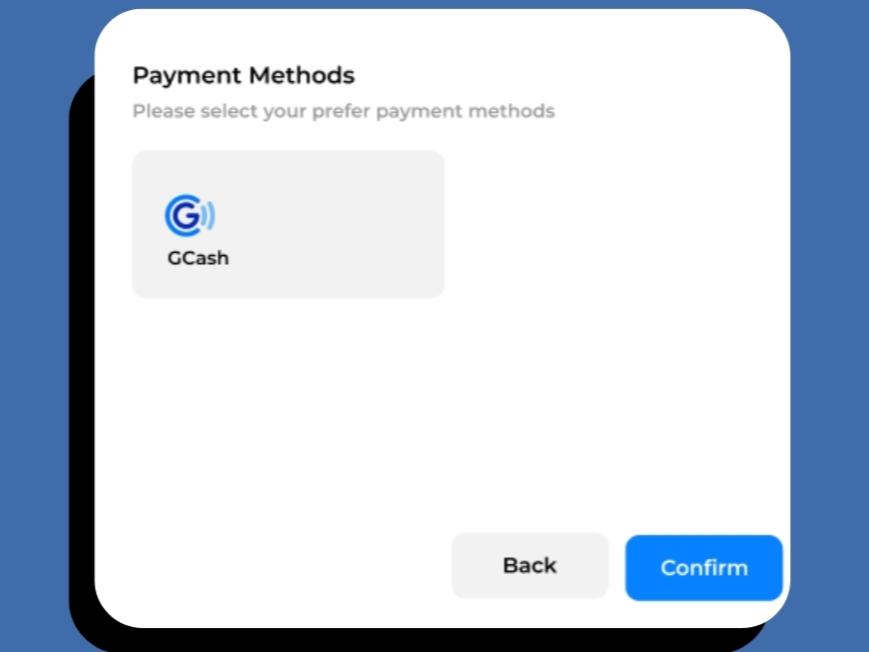 Payment Methods
Please select your prefer payment methods
G
GCash
Back
Confirm